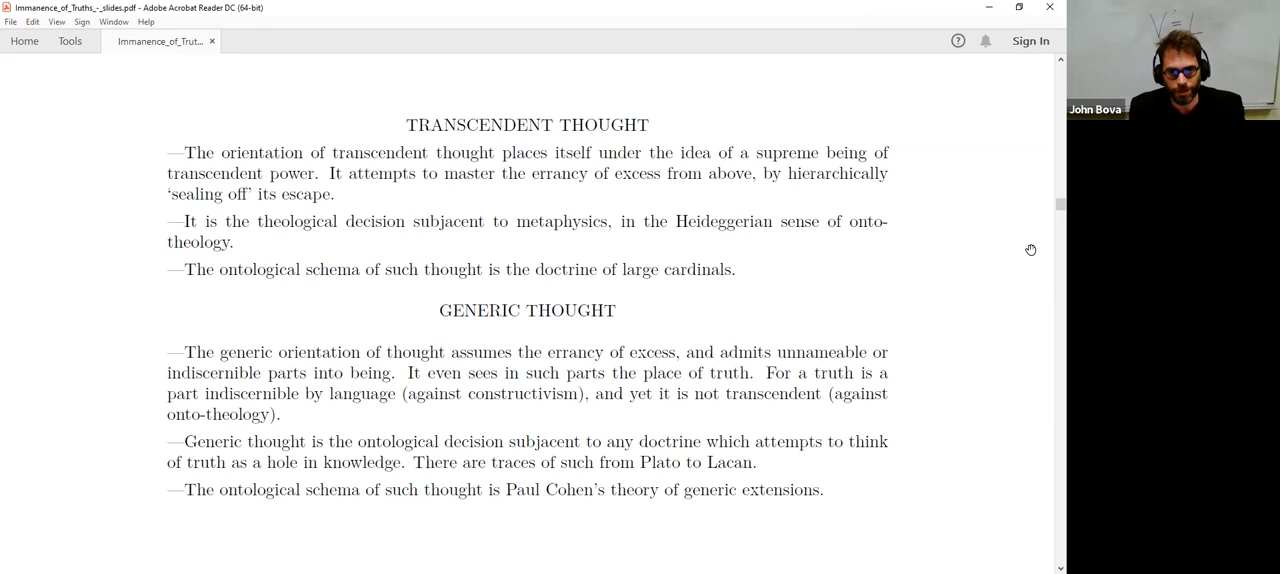 Immanence_of_Truths_-_slides.pdf - Adobe Acrobat Reader DC (64-bit)
File Edit View Sign Window Help
Home Tools Immanence_of_Trut... × Sign In
TRANSCENDENT THOUGHT
—The orientation of transcendent thought places itself under the idea of a supreme being of
transcendent power. It attempts to master the errancy of excess from above, by hierarchically
‘sealing off’ its escape.
—It is the theological decision subjacent to metaphysics, in the Heideggerian sense of onto-
theology.
—The ontological schema of such thought is the doctrine of large cardinals.
GENERIC THOUGHT
—The generic orientation of thought assumes the errancy of excess, and admits unnameable or
indiscernible parts into being. It even sees in such parts the place of truth. For a truth is a
part indiscernible by language (against constructivism), and yet it is not transcendent (against
onto-theology).
—Generic thought is the ontological decision subjacent to any doctrine which attempts to think
of truth as a hole in knowledge. There are traces of such from Plato to Lacan.
—The ontological schema of such thought is Paul Cohen’s theory of generic extensions.
V = L
John Bova